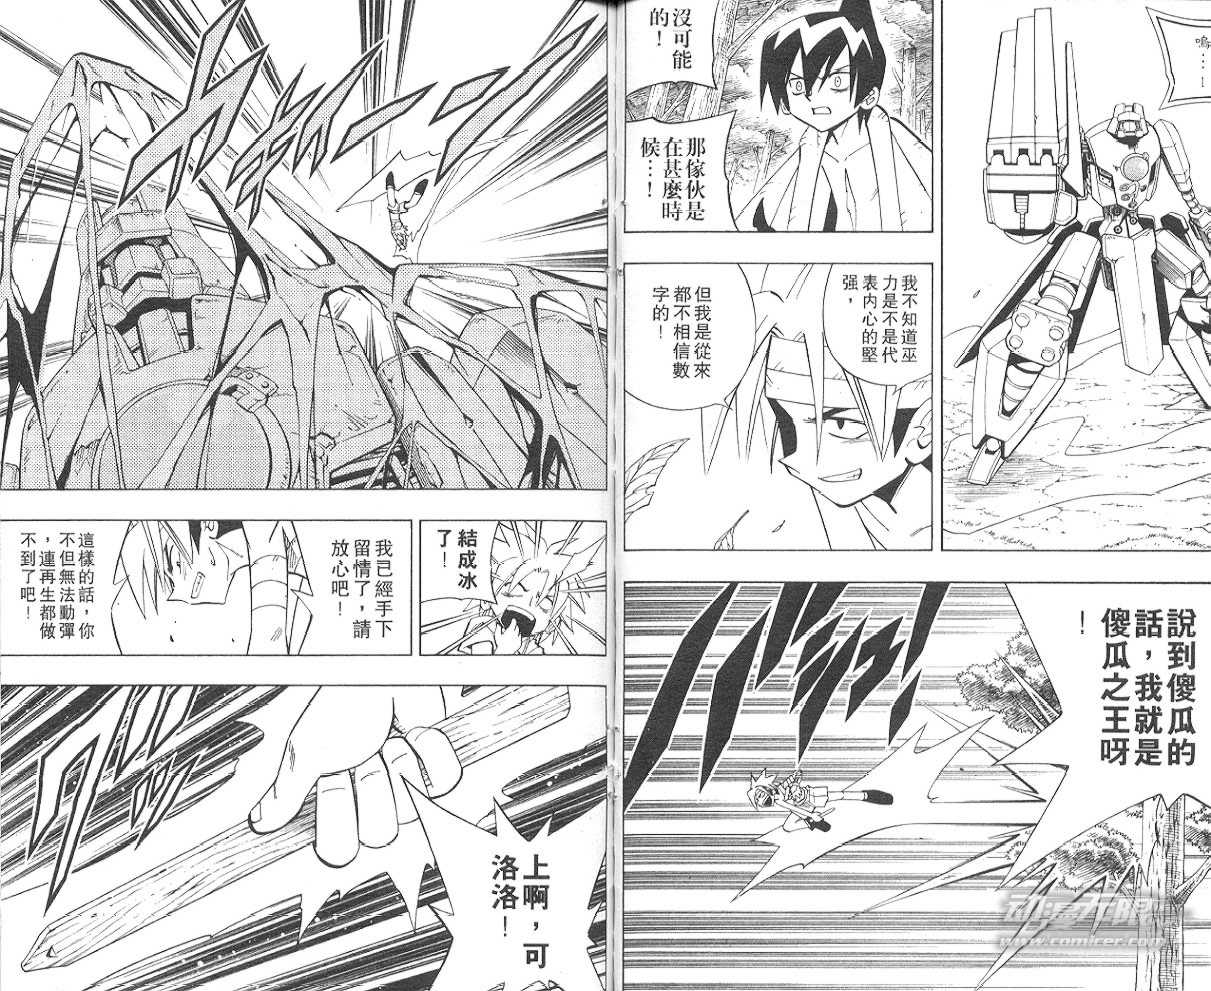 嗚…！
沒可能
的！
那傢伙是
在甚麼時
候…！
我不知道巫
力是不是代
表內心的堅
强，
但我是從來
都不相信數
字的！
說到傻瓜的
話，我就是
傻瓜之王呀
！
結成冰
了！
我已經手下
留情了，請
放心吧！
這樣的話，你
不但無法動彈
，連再生都做
不到了吧！
上啊，可
洛洛！
动漫无限
www.comicer.com